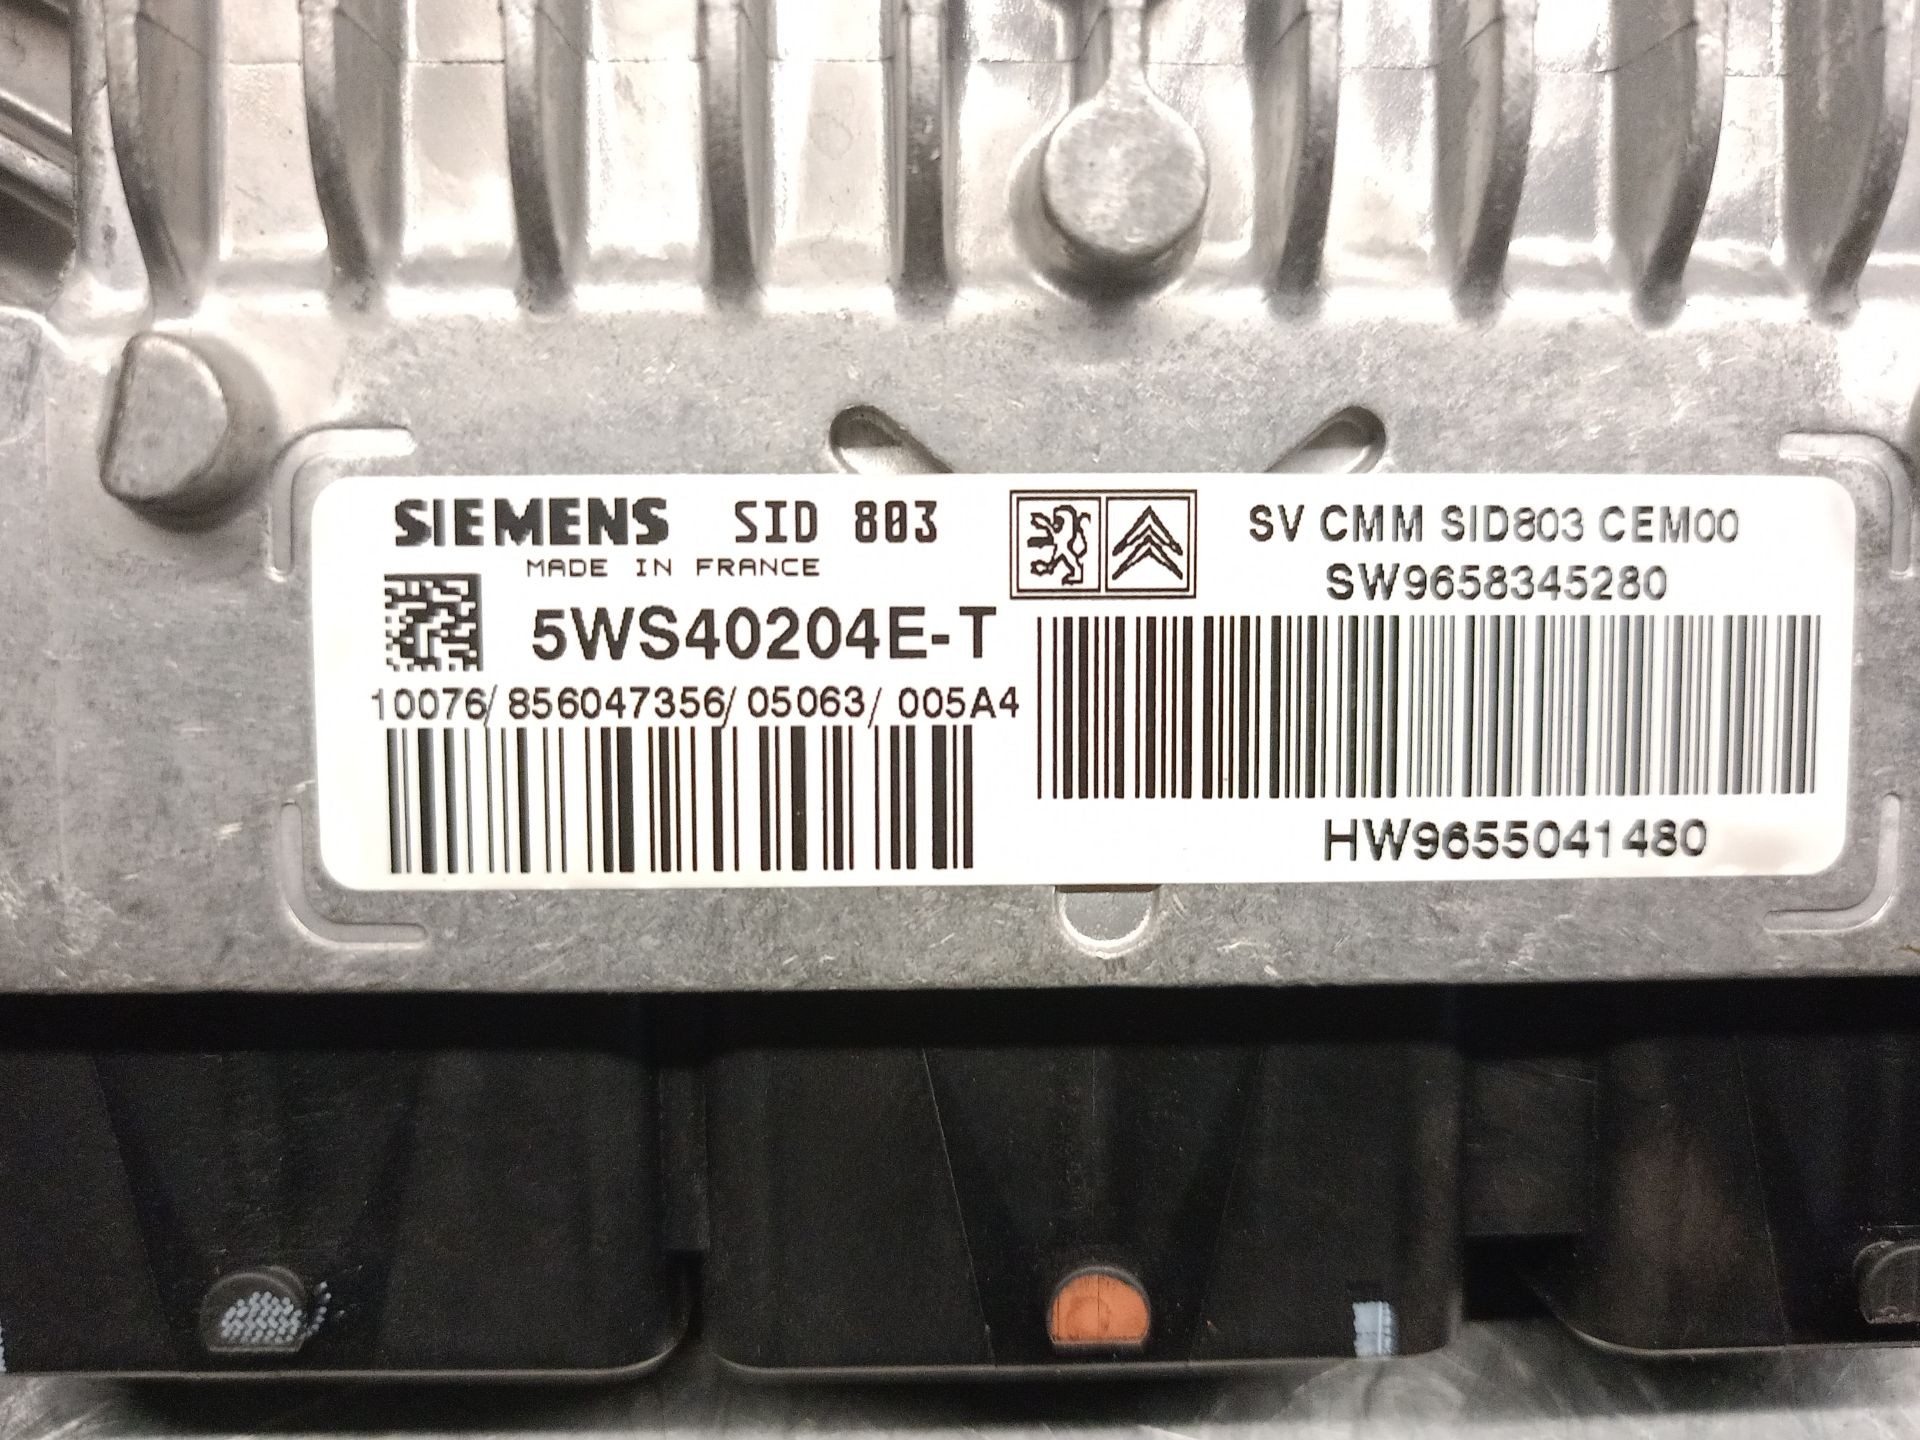 SIEMENS SID 803
MADE IN FRANCE
5WS40204E-T
10076/856047356/05063/005A4
SV CMM SID803 CEM00
SW9658345280
HW9655041480